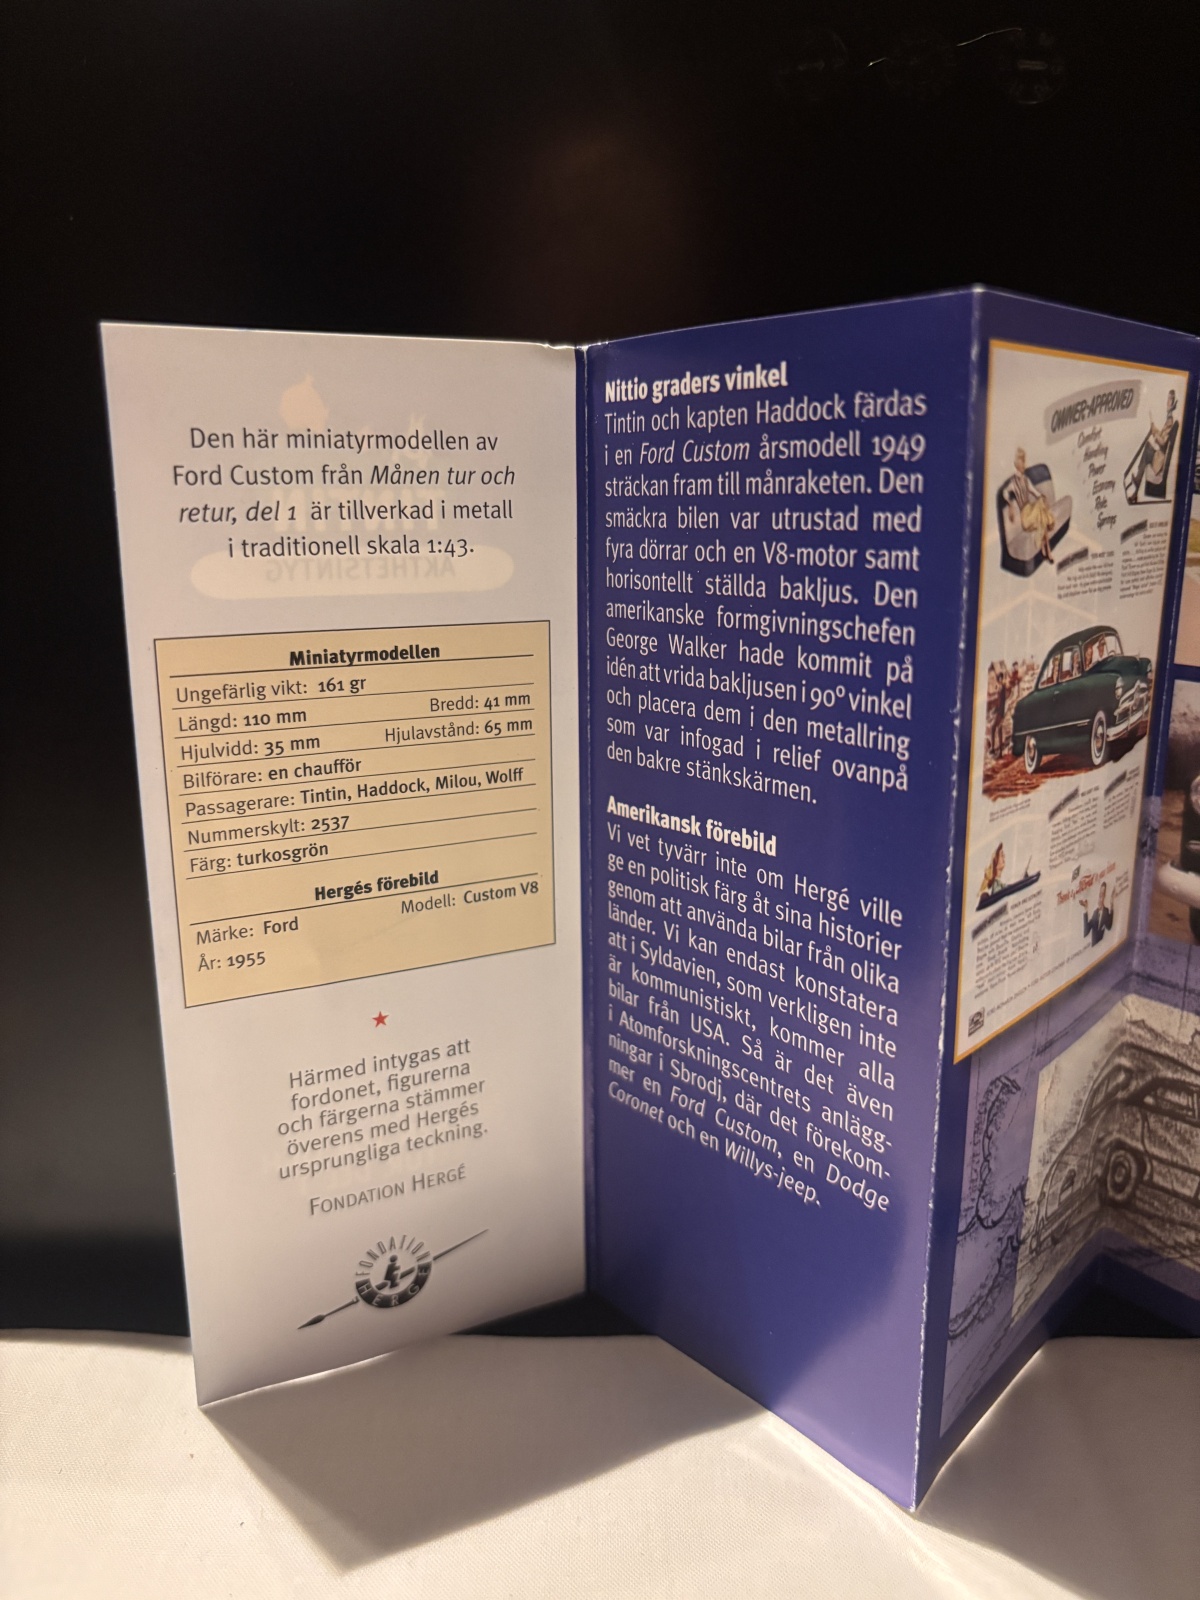 Den här miniatyrmodellen av
Ford Custom från Månen tur och
retur, del 1 är tillverkad i metall
i traditionell skala 1:43.
ÄKTHETSINTYG
Miniatyrmodellen
Ungefärlig vikt: 161 gr
Längd: 110 mm Bredd: 41 mm
Hjulvidd: 35 mm Hjulavstånd: 65 mm
Bilförare: en chaufför
Passagerare: Tintin, Haddock, Milou, Wolff
Nummerskylt: 2537
Färg: turkosgrön
Hergés förebild
Märke: Ford Modell: Custom V8
År: 1955
Härmed intygas att
fordonet, figurerna
och färgerna stämmer
överens med Hergés
ursprungliga teckning.
FONDATION HERGÉ
FONDATION
HERGÉ
Nittio graders vinkel
Tintin och kapten Haddock färdas
i en Ford Custom årsmodell 1949
sträckan fram till månraketen. Den
smäckra bilen var utrustad med
fyra dörrar och en V8-motor samt
horisontellt ställda bakljus. Den
amerikanske formgivningschefen
George Walker hade kommit på
idén att vrida bakljusen i 90° vinkel
och placera dem i den metallring
som var infogad i relief ovanpå
den bakre stänkskärmen.
Amerikansk förebild
Vi vet tyvärr inte om Hergé ville
ge en politisk färg åt sina historier
genom att använda bilar från olika
länder. Vi kan endast konstatera
att i Syldavien, som verkligen inte
är kommunistiskt, kommer alla
bilar från USA. Så är det även
i Atomforskningscentrets anlägg-
ningar i Sbrodj, där det förekom-
mer en Ford Custom, en Dodge
Coronet och en Willys-jeep.
OWNER-APPROVED
Comfort
Handling
Power
Economy
Ride
Springs